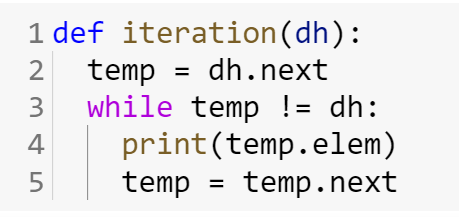 1 def iteration(dh):
2   temp = dh.next
3   while temp != dh:
4     print(temp.elem)
5     temp = temp.next